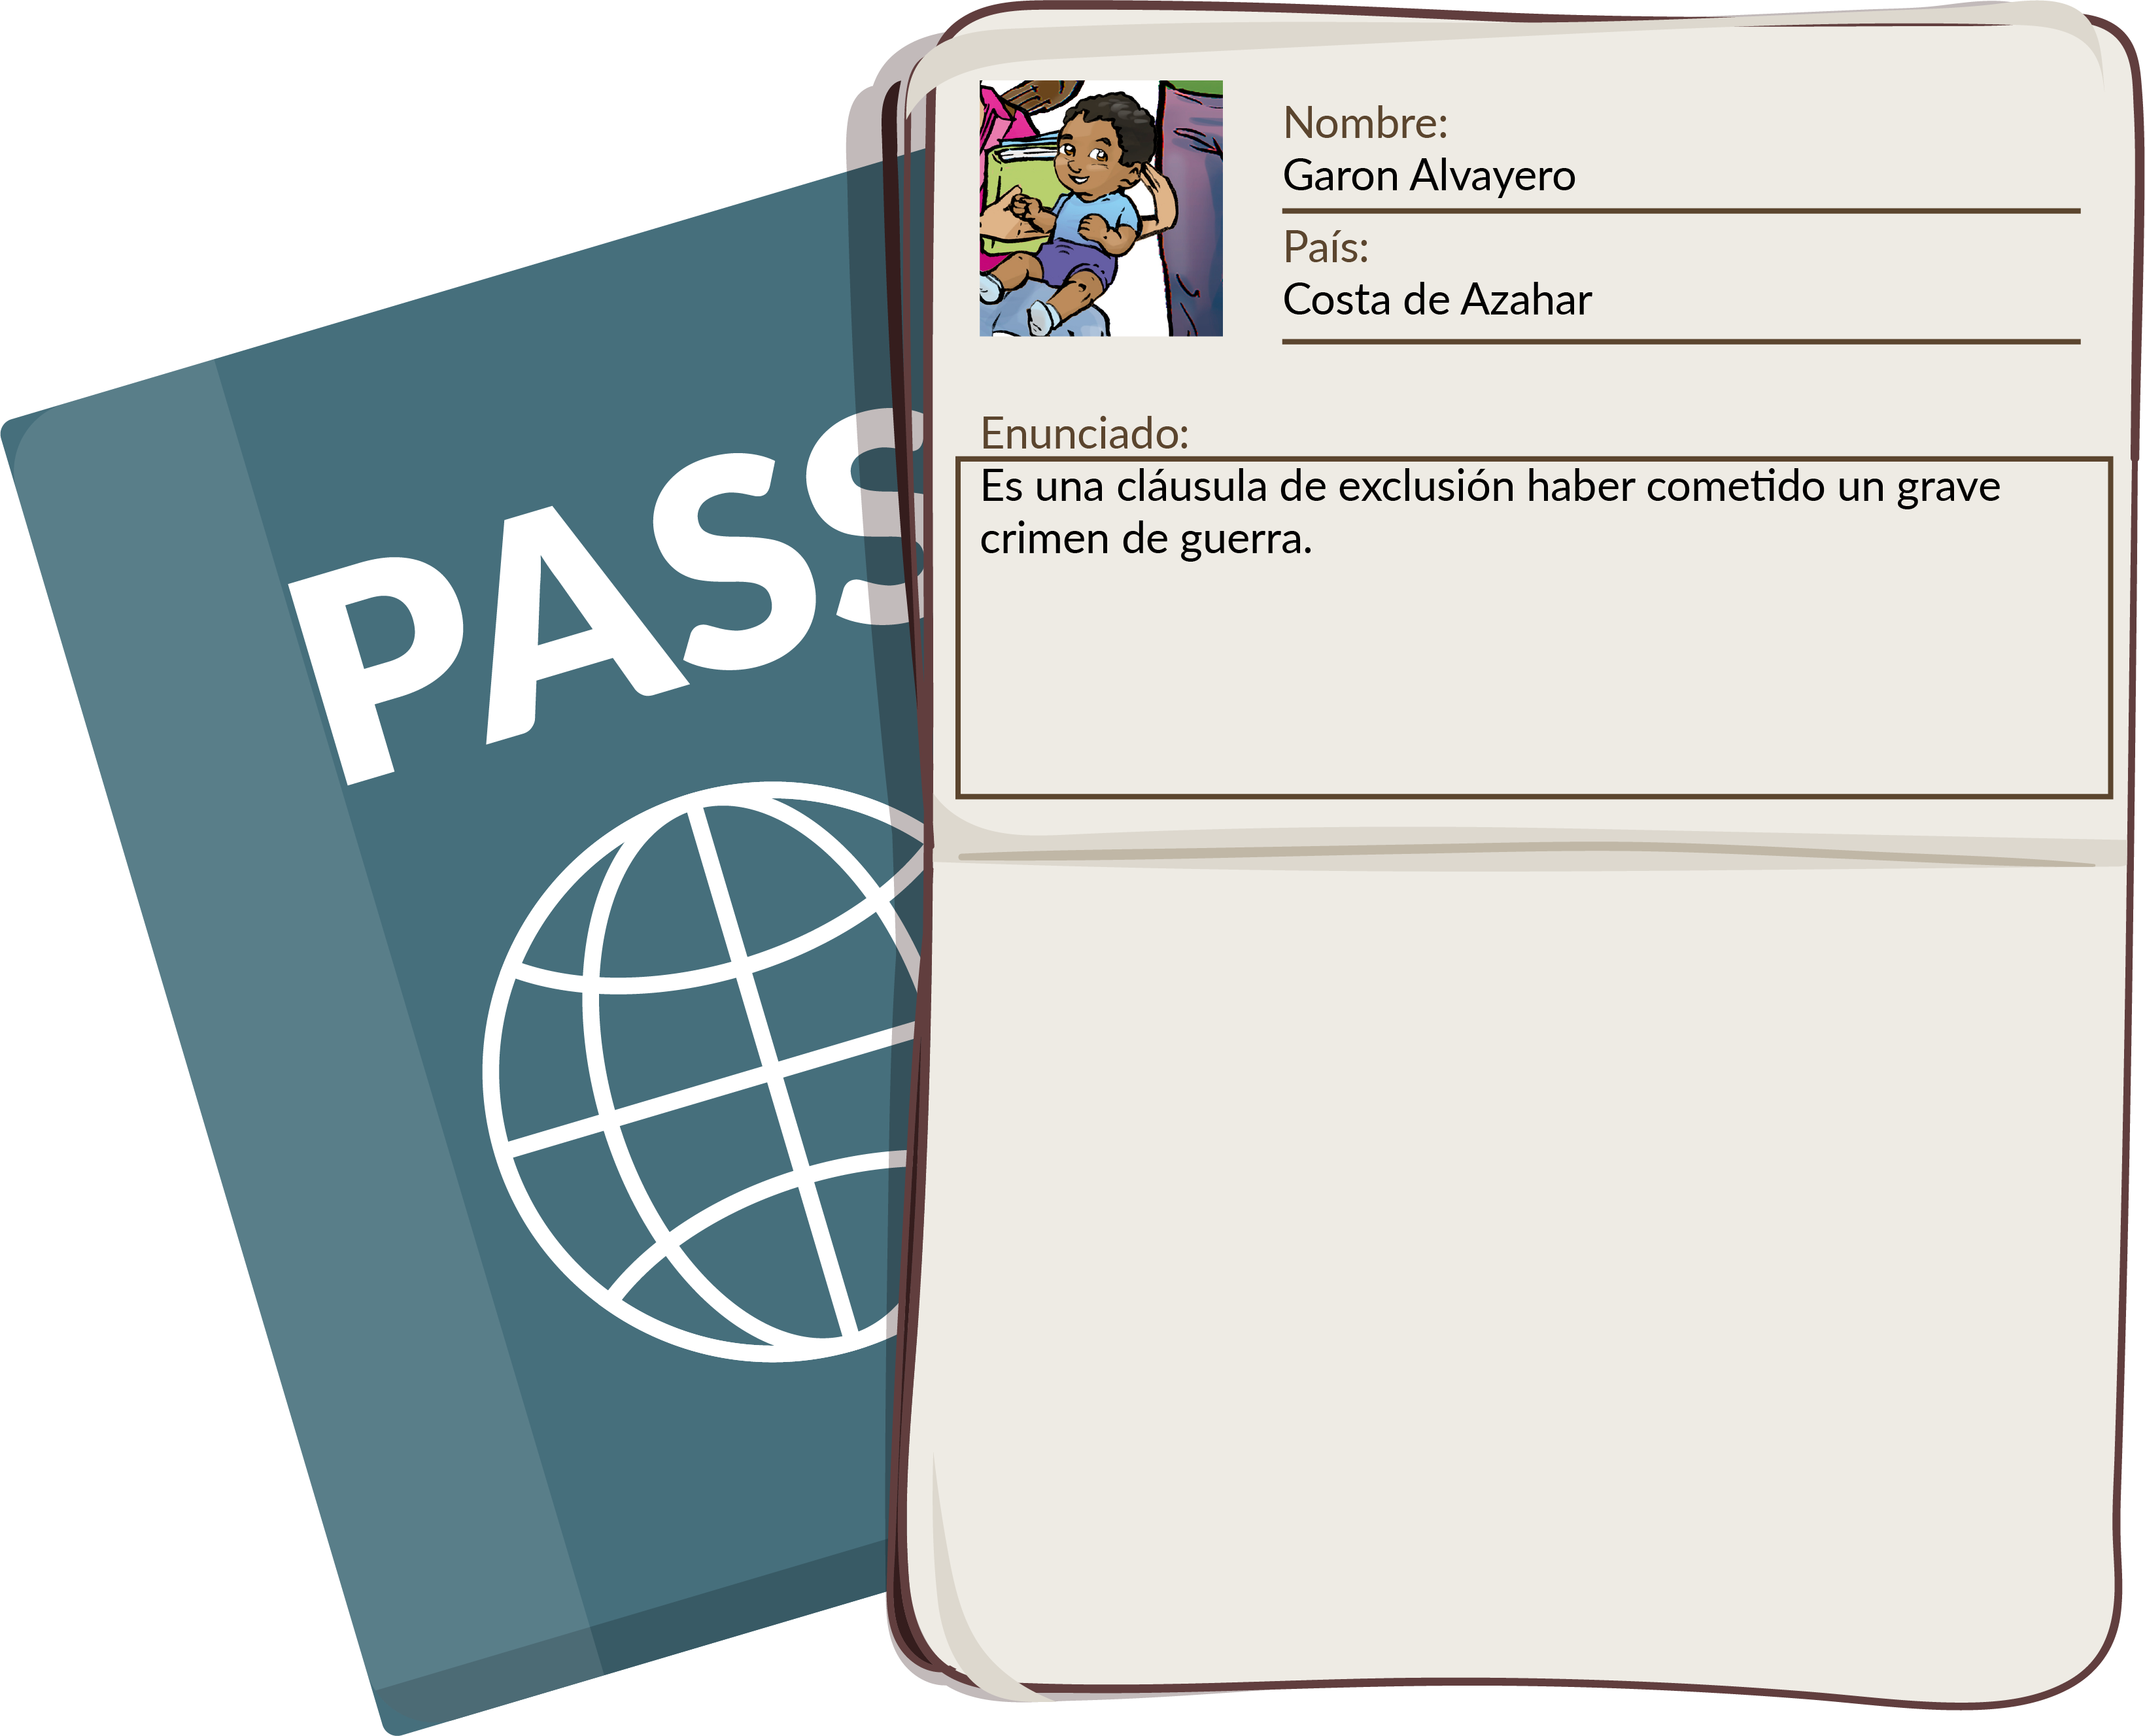 PASS
Nombre:
Garon Alvayero
País:
Costa de Azahar
Enunciado:
Es una cláusula de exclusión haber cometido un grave
crimen de guerra.